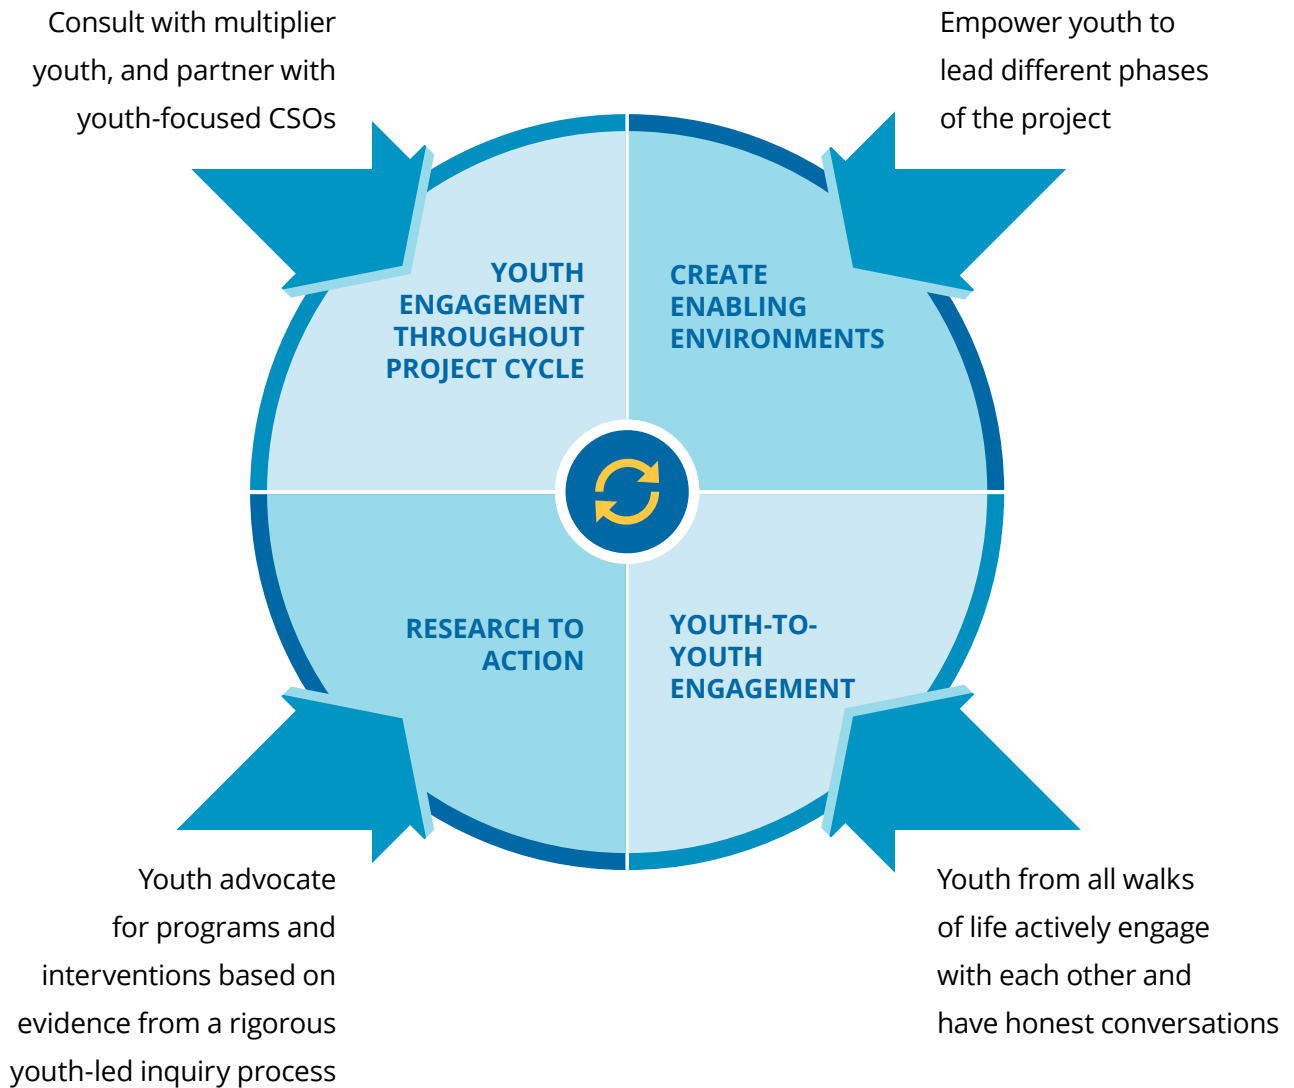 Consult with multiplier
youth, and partner with
youth-focused CSOs
Empower youth to
lead different phases
of the project
YOUTH
ENGAGEMENT
THROUGHOUT
PROJECT CYCLE
CREATE
ENABLING
ENVIRONMENTS
RESEARCH TO
ACTION
YOUTH-TO-
YOUTH
ENGAGEMENT
Youth advocate
for programs and
interventions based on
evidence from a rigorous
youth-led inquiry process
Youth from all walks
of life actively engage
with each other and
have honest conversations